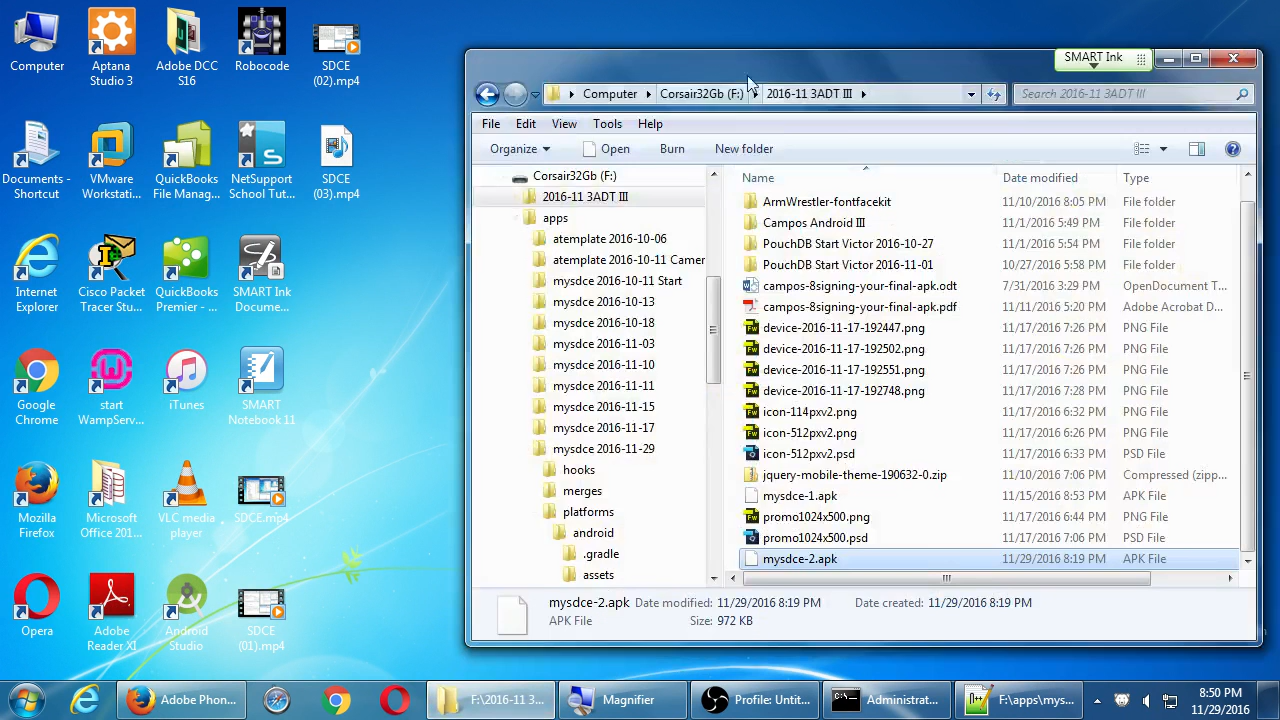 Computer
Aptana
Studio 3
Adobe DCC
S16
Robocode
SDCE
(02).mp4
Documents -
Shortcut
VMware
Workstati...
QuickBooks
File Manag...
NetSupport
School Tut...
SDCE
(03).mp4
Internet
Explorer
Cisco Packet
Tracer Stu...
QuickBooks
Premier - ...
SMART Ink
Docume...
Google
Chrome
start
WampServ...
iTunes
SMART
Notebook 11
Mozilla
Firefox
Microsoft
Office 201...
VLC media
player
SDCE.mp4
Opera
Adobe
Reader XI
Android
Studio
SDCE
(01).mp4
SMART Ink
Computer
Corsair32Gb (F:)
2016-11 3ADT III
Search 2016-11 3ADT III
File Edit View Tools Help
Organize Open Burn New folder
Corsair32Gb (F:)
2016-11 3ADT III
apps
atemplate 2016-10-06
atemplate 2016-10-11 Camer
mysdce 2016-10-11 Start
mysdce 2016-10-13
mysdce 2016-10-18
mysdce 2016-11-03
mysdce 2016-11-10
mysdce 2016-11-11
mysdce 2016-11-15
mysdce 2016-11-17
mysdce 2016-11-29
hooks
merges
platforms
android
.gradle
assets
Name Date modified Type
ArmWrestler-fontfacekit 11/10/2016 8:05 PM File folder
Campos Android III 11/1/2016 5:49 PM File folder
PouchDB Start Victor 2016-10-27 11/1/2016 5:54 PM File folder
PouchDB Start Victor 2016-11-01 10/27/2016 5:58 PM File folder
campos-8signing-your-final-apk.odt 7/31/2016 3:29 PM OpenDocument T...
campos-8signing-your-final-apk.pdf 11/11/2016 5:20 PM Adobe Acrobat D...
device-2016-11-17-192447.png 11/17/2016 7:26 PM PNG File
device-2016-11-17-192502.png 11/17/2016 7:26 PM PNG File
device-2016-11-17-192551.png 11/17/2016 7:26 PM PNG File
device-2016-11-17-192748.png 11/17/2016 7:28 PM PNG File
icon-114pxv.png 11/17/2016 6:32 PM PNG File
icon-512pxv2.png 11/17/2016 6:32 PM PNG File
icon-512pxv2.psd 11/17/2016 6:33 PM PSD File
jquery-mobile-theme-190632-0.zip 11/10/2016 7:06 PM Compressed (zipp...
mysdce-1.apk 11/15/2016 8:53 PM APK File
promo1024x500.png 11/17/2016 6:44 PM PNG File
promo1024x500.psd 11/17/2016 7:06 PM PSD File
mysdce-2.apk 11/29/2016 8:19 PM APK File
mysdce-2.apk Date modified: 11/29/2016 8:19 PM Date created: 11/29/2016 8:19 PM
APK File Size: 972 KB
Adobe Phon...
F:\2016-11 3...
Magnifier
Profile: Untit...
Administrat...
F:\apps\mys...
8:50 PM
11/29/2016